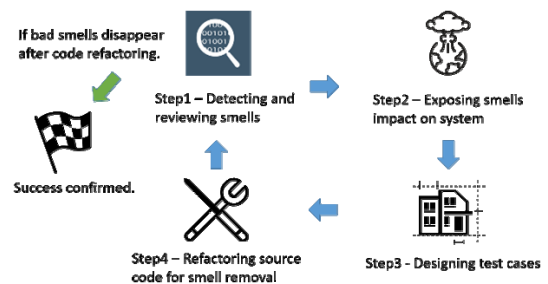 If bad smells disappear
after code refactoring.
Step1 – Detecting and
reviewing smells
Step2 – Exposing smells
impact on system
Success confirmed.
Step4 – Refactoring source
code for smell removal
Step3 - Designing test cases